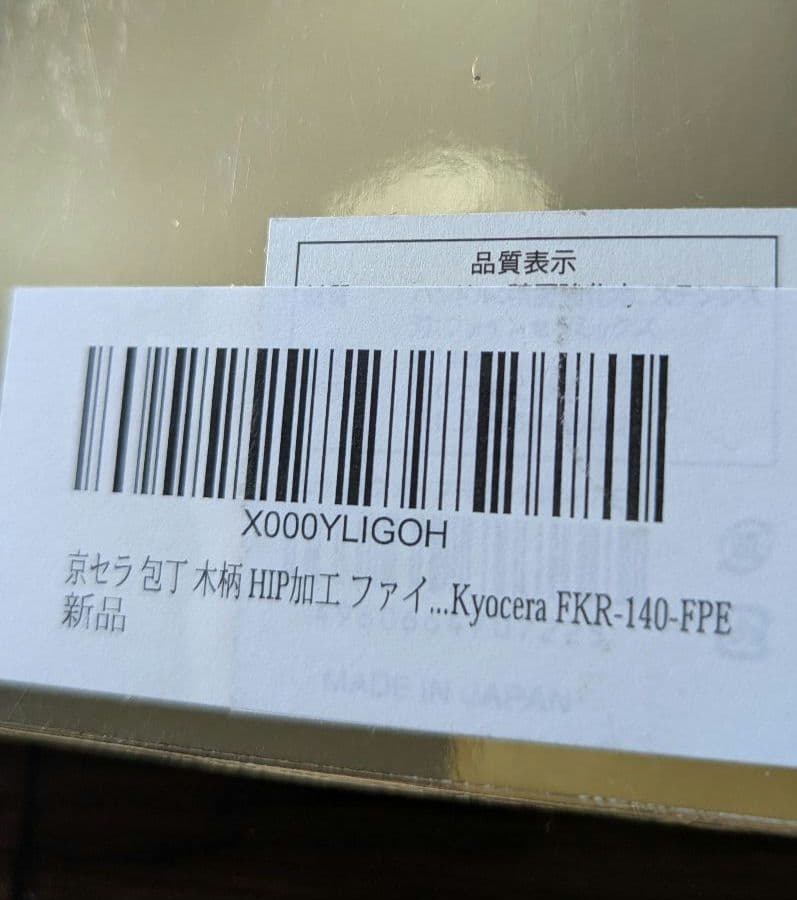 品質表示
X000YLIGOH
京セラ 包丁 木柄 HIP加工 ファイ...Kyocera FKR-140-FPE
新品
MADE IN JAPAN